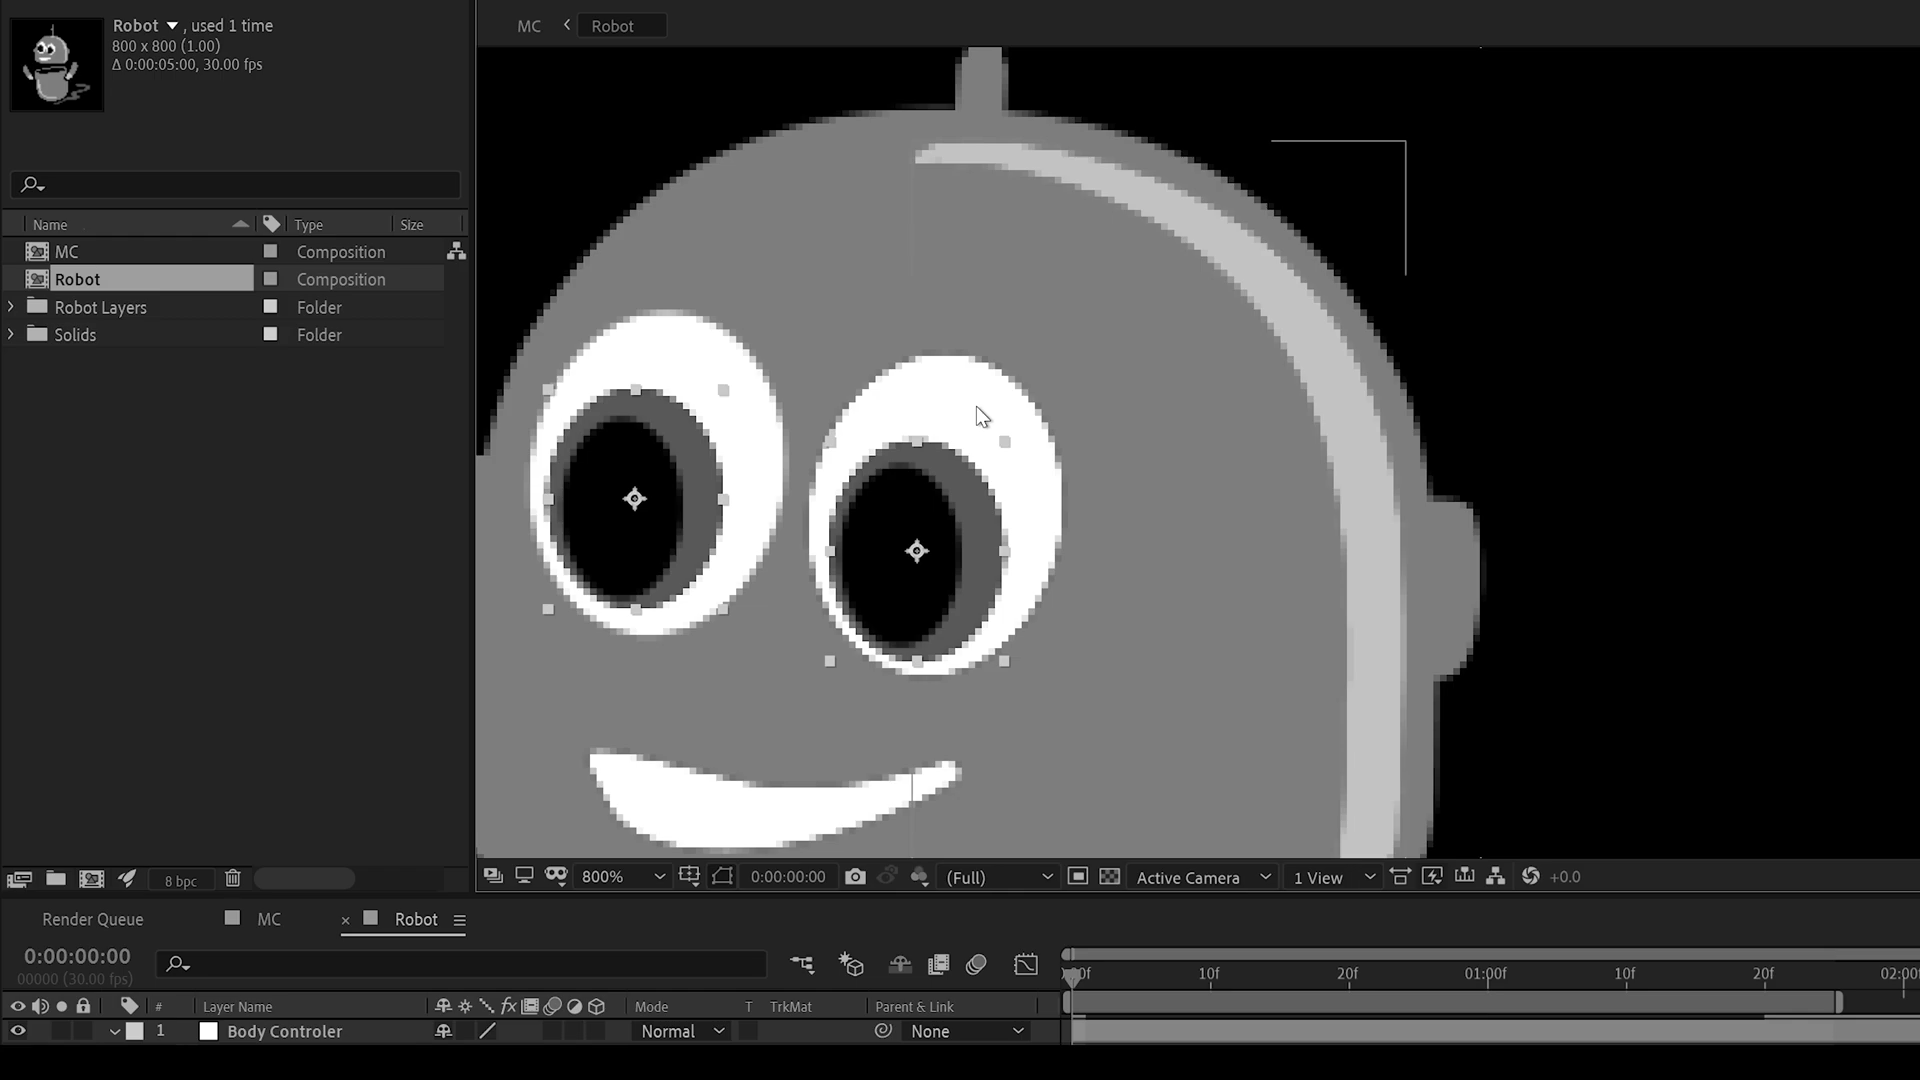 Robot ▼, used 1 time
800 x 800 (1.00)
Δ 0:00:05:00, 30.00 fps
MC < Robot
Name Type Size
MC Composition
Robot Composition
Robot Layers Folder
Solids Folder
8 bpc
800% 0:00:00:00 (Full) Active Camera 1 View +0.0
Render Queue MC × Robot
0:00:00:00
00000 (30.00 fps)
10f 20f 01:00f 10f 20f
# Layer Name fx Mode T TrkMat Parent & Link
1 Body Controler Normal None